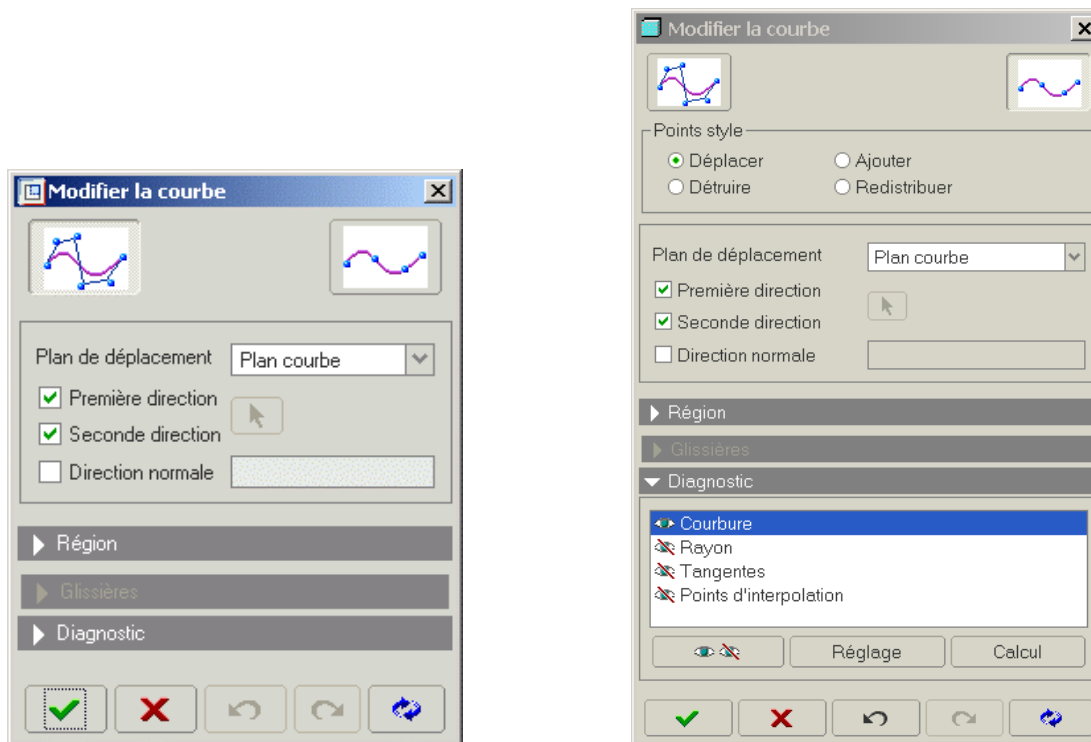 Modifier la courbe
Plan de déplacement
Plan courbe
Première direction
Seconde direction
Direction normale
Région
Glissières
Diagnostic
Modifier la courbe
Points style
Déplacer
Ajouter
Détruire
Redistribuer
Plan de déplacement
Plan courbe
Première direction
Seconde direction
Direction normale
Région
Glissières
Diagnostic
Courbure
Rayon
Tangentes
Points d'interpolation
Réglage
Calcul